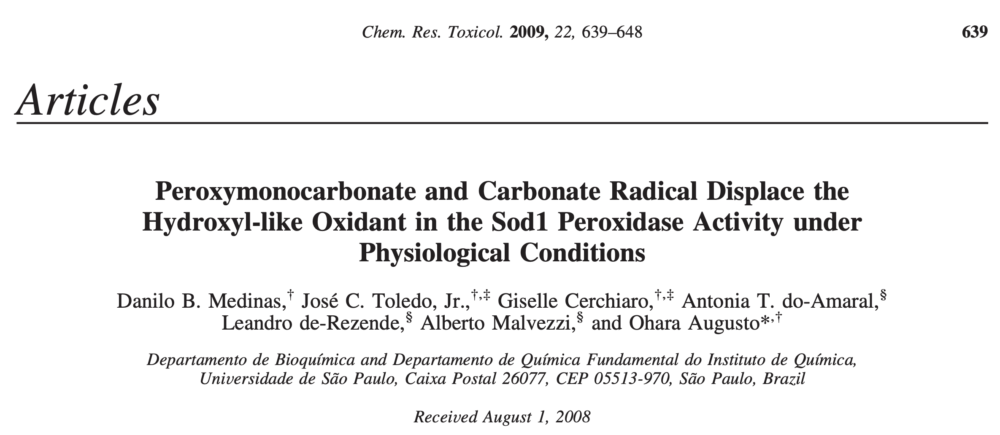 Chem. Res. Toxicol. 2009, 22, 639–648 639
Articles
Peroxymonocarbonate and Carbonate Radical Displace the
Hydroxyl-like Oxidant in the Sod1 Peroxidase Activity under
Physiological Conditions
Danilo B. Medinas,† José C. Toledo, Jr.,†,‡ Giselle Cerchiaro,†,‡ Antonia T. do-Amaral,§
Leandro de-Rezende,§ Alberto Malvezzi,§ and Ohara Augusto*,†
Departamento de Bioquímica and Departamento de Química Fundamental do Instituto de Química,
Universidade de São Paulo, Caixa Postal 26077, CEP 05513-970, São Paulo, Brazil
Received August 1, 2008